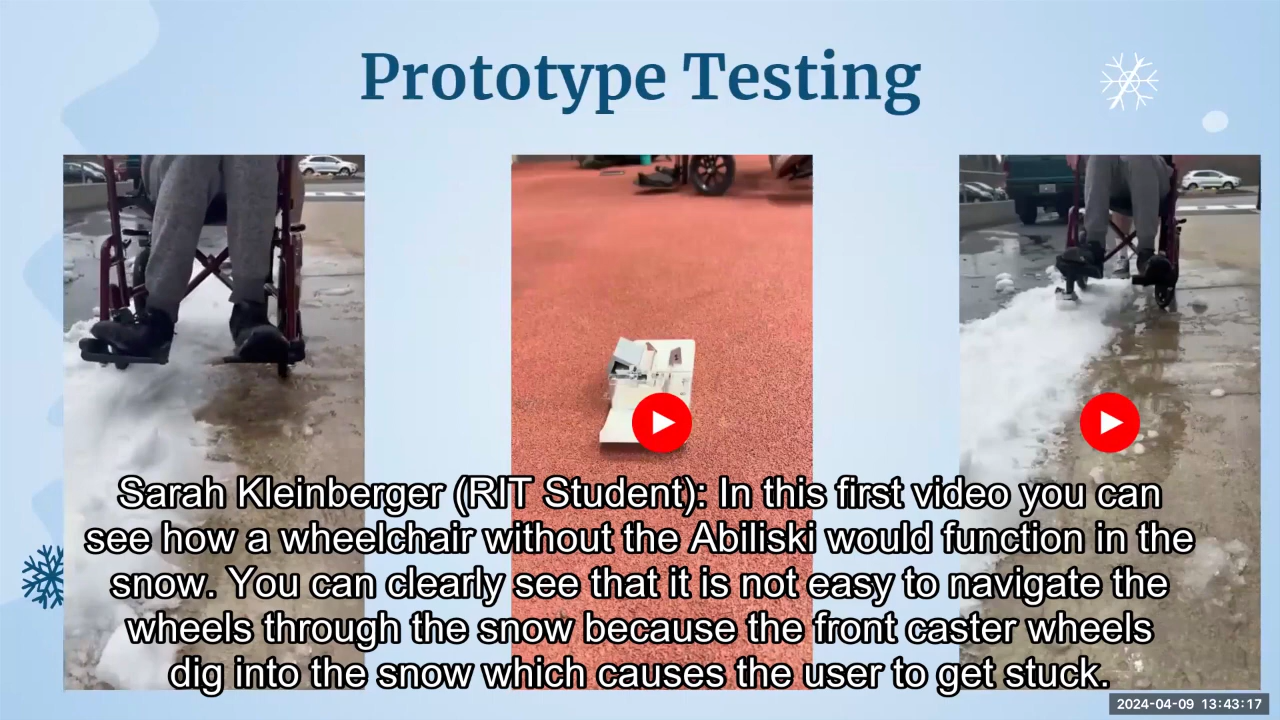 Prototype Testing
Sarah Kleinberger (RIT Student): In this first video you can
see how a wheelchair without the Abiliski would function in the
snow. You can clearly see that it is not easy to navigate the
wheels through the snow because the front caster wheels
dig into the snow which causes the user to get stuck.
2024-04-09 13:43:17